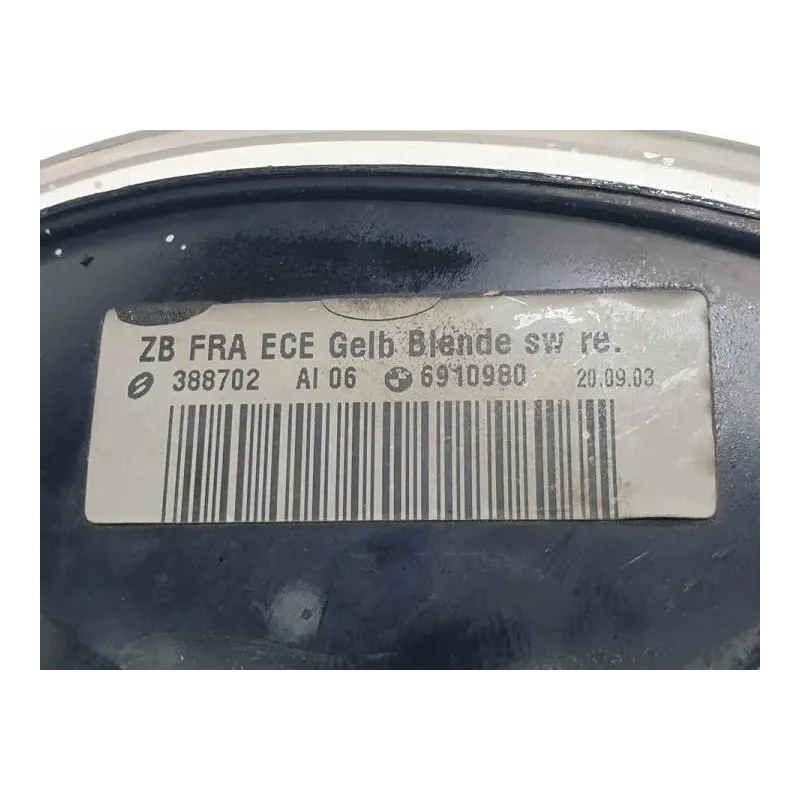 ZB FRA ECE Gelb Blende sw re.
388702 AI 06 6910980 20.09.03